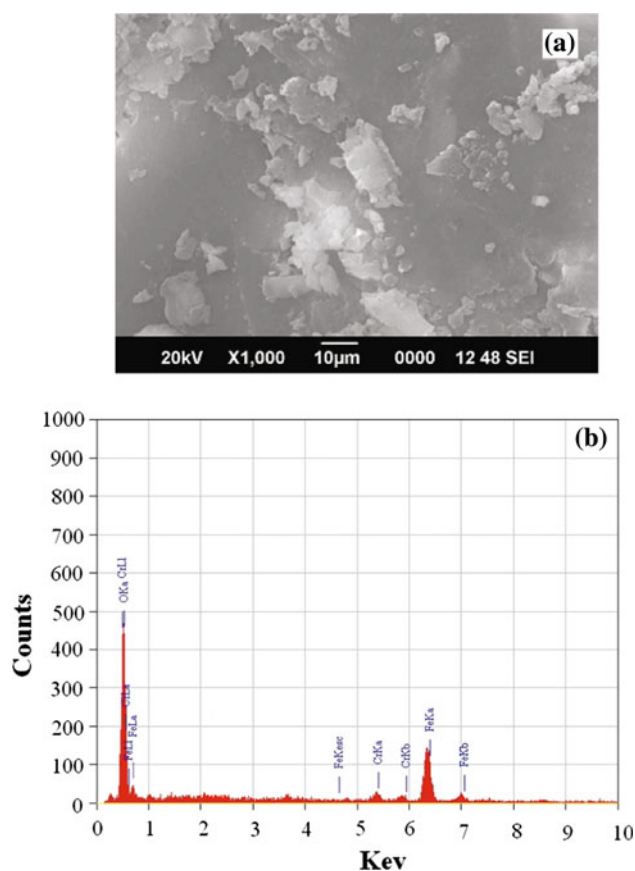 (a)
20kV X1,000 10µm 0000 12 48 SEI
(b)
1000
900
800
700
600
500
400
300
200
100
0
Counts
OKa CrLl
CrLa
FeLl FeLa
FeKesc
CrKa
CrKb
FeKa
FeKb
0 1 2 3 4 5 6 7 8 9 10
Kev